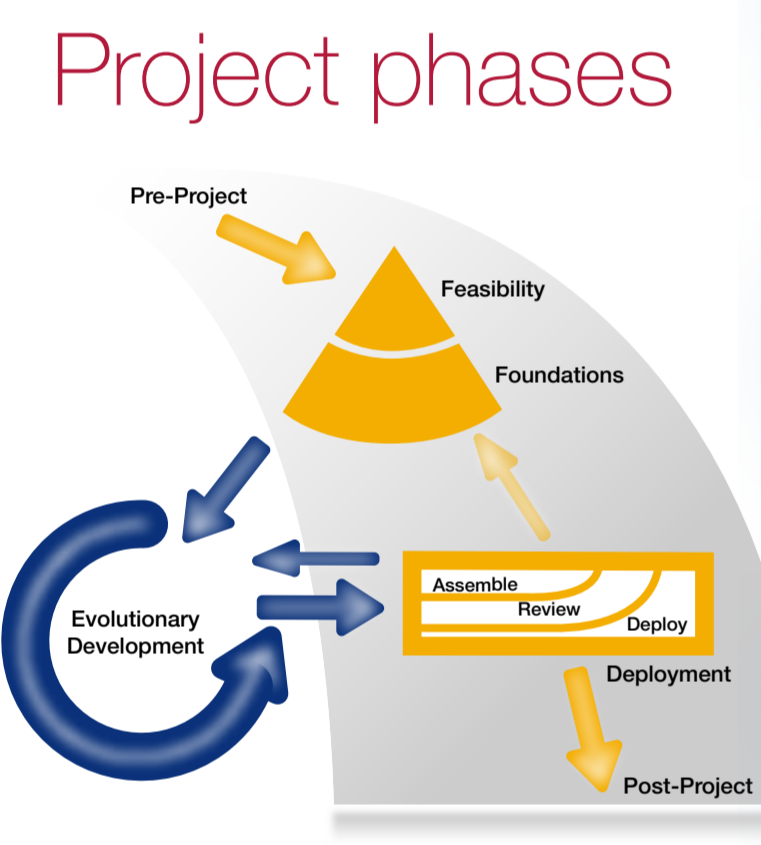 Project phases
Pre-Project
Feasibility
Foundations
Evolutionary
Development
Assemble
Review
Deploy
Deployment
Post-Project